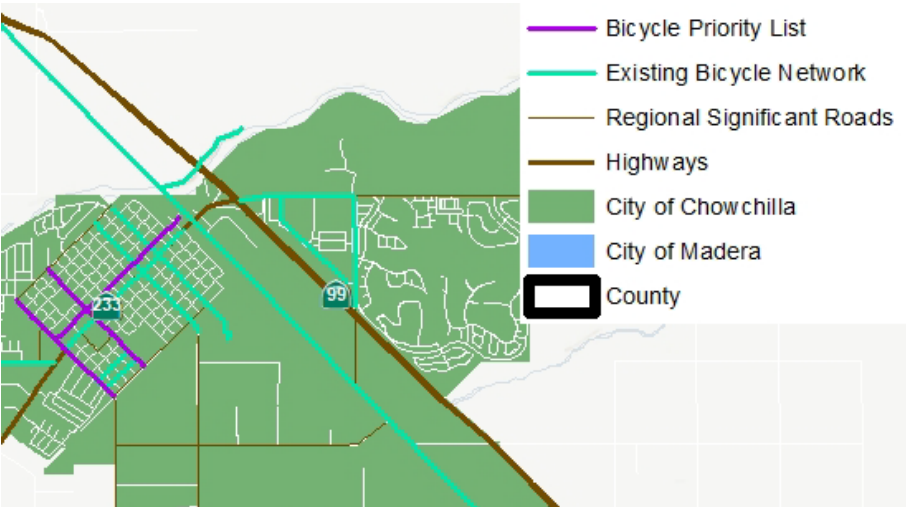 Bicycle Priority List
Existing Bicycle Network
Regional Significant Roads
Highways
City of Chowchilla
City of Madera
County
99
233